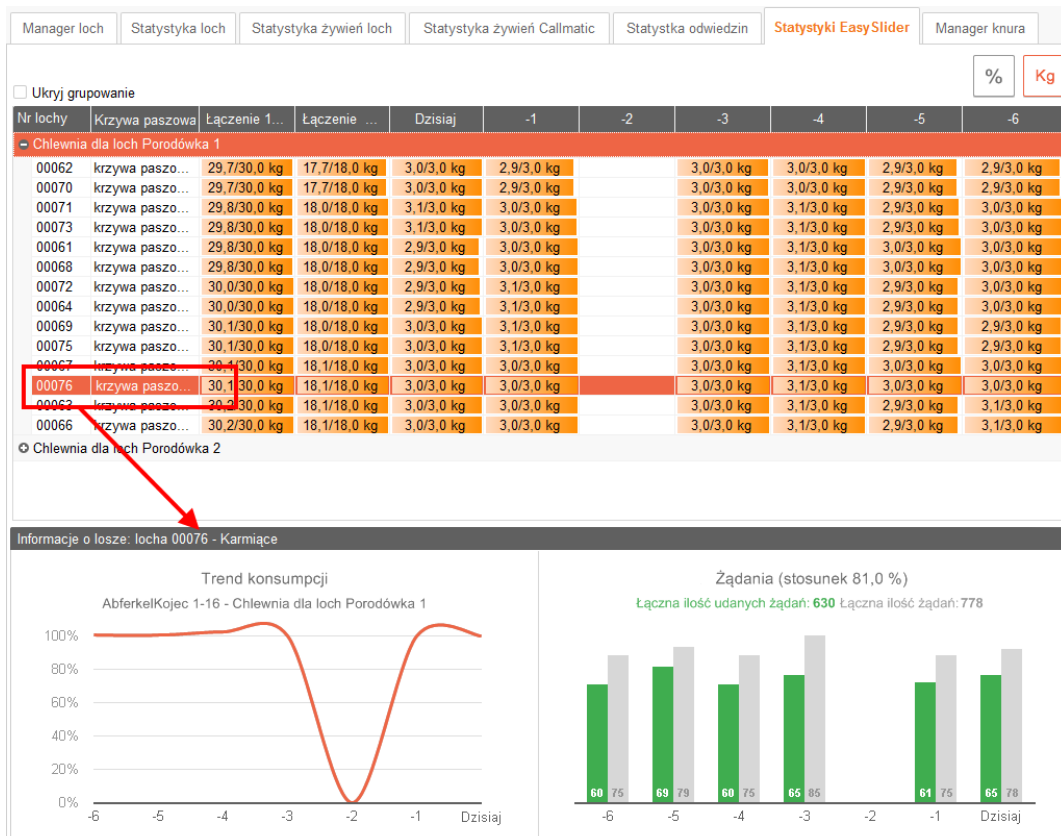 Manager loch Statystyka loch Statystyka żywień loch Statystyka żywień Callmatic Statystka odwiedzin Statystyki EasySlider Manager knura
% Kg
Ukryj grupowanie
Nr lochy Krzywa paszowa Łączenie 1... Łączenie ... Dzisiaj -1 -2 -3 -4 -5 -6
Chlewnia dla loch Porodówka 1
00062 krzywa paszo... 29,7/30,0 kg 17,7/18,0 kg 3,0/3,0 kg 2,9/3,0 kg 3,0/3,0 kg 3,0/3,0 kg 2,9/3,0 kg 2,9/3,0 kg
00070 krzywa paszo... 29,7/30,0 kg 17,7/18,0 kg 3,0/3,0 kg 2,9/3,0 kg 3,0/3,0 kg 3,0/3,0 kg 2,9/3,0 kg 2,9/3,0 kg
00071 krzywa paszo... 29,8/30,0 kg 18,0/18,0 kg 3,1/3,0 kg 3,0/3,0 kg 3,0/3,0 kg 3,1/3,0 kg 2,9/3,0 kg 3,0/3,0 kg
00073 krzywa paszo... 29,8/30,0 kg 18,0/18,0 kg 3,1/3,0 kg 3,0/3,0 kg 3,0/3,0 kg 3,1/3,0 kg 2,9/3,0 kg 3,0/3,0 kg
00061 krzywa paszo... 29,8/30,0 kg 18,0/18,0 kg 2,9/3,0 kg 3,0/3,0 kg 3,0/3,0 kg 3,1/3,0 kg 3,0/3,0 kg 3,0/3,0 kg
00068 krzywa paszo... 29,8/30,0 kg 18,0/18,0 kg 2,9/3,0 kg 3,0/3,0 kg 3,0/3,0 kg 3,1/3,0 kg 3,0/3,0 kg 3,0/3,0 kg
00072 krzywa paszo... 30,0/30,0 kg 18,0/18,0 kg 2,9/3,0 kg 3,1/3,0 kg 3,0/3,0 kg 3,1/3,0 kg 2,9/3,0 kg 3,0/3,0 kg
00064 krzywa paszo... 30,0/30,0 kg 18,0/18,0 kg 2,9/3,0 kg 3,1/3,0 kg 3,0/3,0 kg 3,1/3,0 kg 2,9/3,0 kg 3,0/3,0 kg
00069 krzywa paszo... 30,1/30,0 kg 18,0/18,0 kg 3,0/3,0 kg 3,1/3,0 kg 3,0/3,0 kg 3,1/3,0 kg 2,9/3,0 kg 2,9/3,0 kg
00075 krzywa paszo... 30,1/30,0 kg 18,0/18,0 kg 3,0/3,0 kg 3,1/3,0 kg 3,0/3,0 kg 3,1/3,0 kg 2,9/3,0 kg 2,9/3,0 kg
00067 krzywa paszo... 30,1/30,0 kg 18,1/18,0 kg 3,0/3,0 kg 3,0/3,0 kg 3,0/3,0 kg 3,1/3,0 kg 3,0/3,0 kg 3,0/3,0 kg
00076 krzywa paszo... 30,1/30,0 kg 18,1/18,0 kg 3,0/3,0 kg 3,0/3,0 kg 3,0/3,0 kg 3,1/3,0 kg 3,0/3,0 kg 3,0/3,0 kg
00063 krzywa paszo... 30,2/30,0 kg 18,1/18,0 kg 3,0/3,0 kg 3,0/3,0 kg 3,0/3,0 kg 3,1/3,0 kg 2,9/3,0 kg 3,1/3,0 kg
00066 krzywa paszo... 30,2/30,0 kg 18,1/18,0 kg 3,0/3,0 kg 3,0/3,0 kg 3,0/3,0 kg 3,1/3,0 kg 2,9/3,0 kg 3,1/3,0 kg
Chlewnia dla loch Porodówka 2
Informacje o losze: locha 00076 - Karmiące
Trend konsumpcji
AbferkelKojec 1-16 - Chlewnia dla loch Porodówka 1
100%
80%
60%
40%
20%
0%
-6 -5 -4 -3 -2 -1 Dzisiaj
Żądania (stosunek 81,0 %)
Łączna ilość udanych żądań: 630 Łączna ilość żądań: 778
60 75 69 79 60 75 65 85 61 75 65 78
-6 -5 -4 -3 -2 -1 Dzisiaj